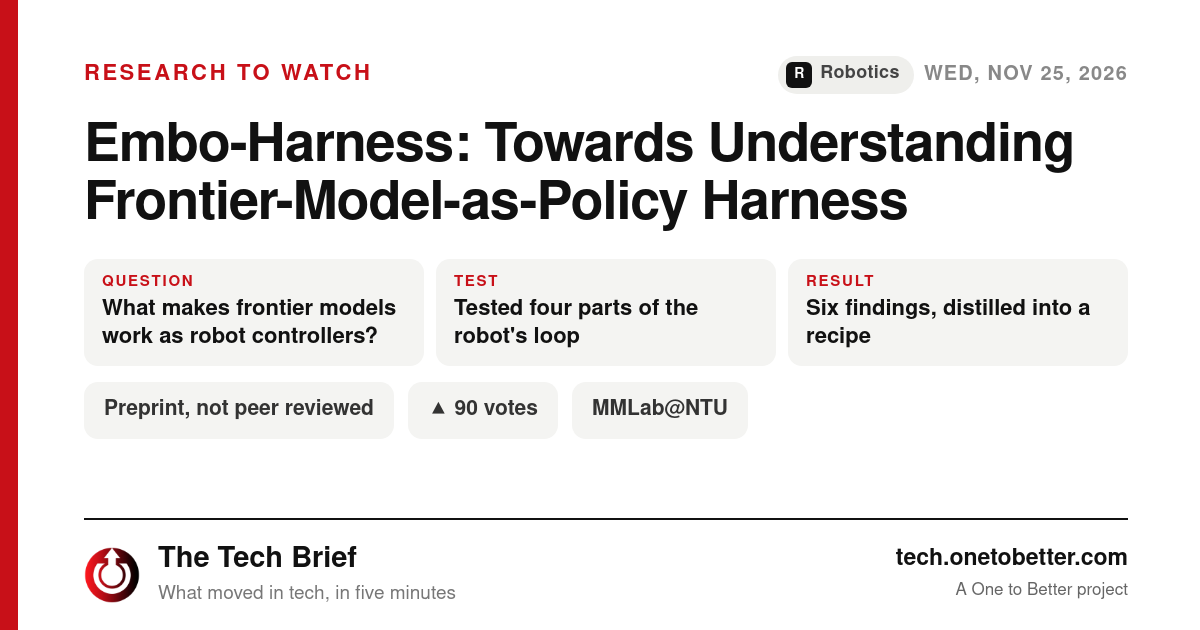 RESEARCH TO WATCH
R Robotics WED, NOV 25, 2026
Embo-Harness: Towards Understanding
Frontier-Model-as-Policy Harness
QUESTION
What makes frontier models
work as robot controllers?
TEST
Tested four parts of the
robot's loop
RESULT
Six findings, distilled into a
recipe
Preprint, not peer reviewed
▲ 90 votes
MMLab@NTU
The Tech Brief
What moved in tech, in five minutes
tech.onetobetter.com
A One to Better project